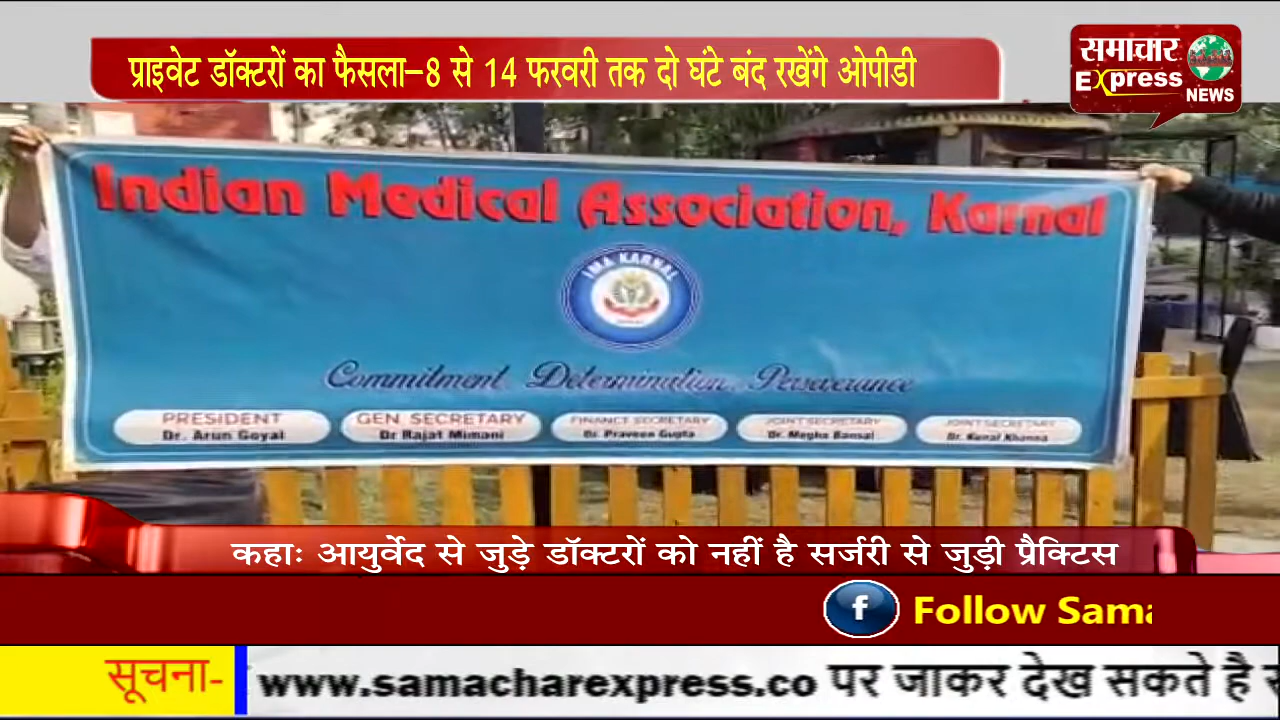 प्राइवेट डॉक्टरों का फैसला-8 से 14 फरवरी तक दो घंटे बंद रखेंगे ओपीडी
समाचार
Express
NEWS
Indian Medical Association, Karnal
IMA KARNAL
Commitment, Determination, Perseverance
PRESIDENT GEN SECRETARY FINANCE SECRETARY JOINT SECRETARY JOINT SECRETARY
Dr. Arun Goyal Dr Rajat Mimani Dr. Praveen Gupta Dr. Megha Bansal Dr. Kunal Khanna
कहाः आयुर्वेद से जुड़े डॉक्टरों को नहीं है सर्जरी से जुड़ी प्रैक्टिस
f Follow Sama
सूचना- www.samacharexpress.co पर जाकर देख सकते है